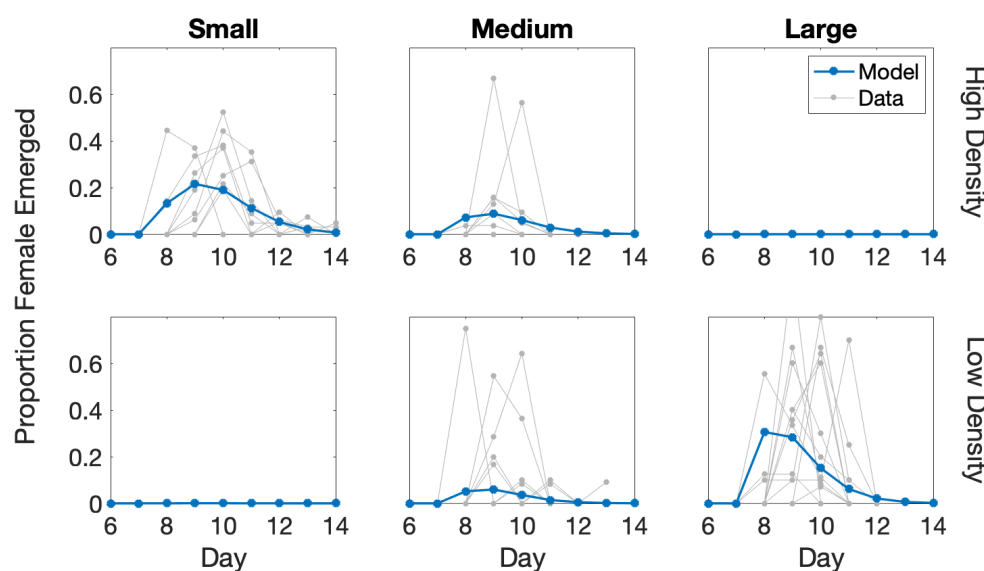 Small Medium Large
Proportion Female Emerged
0.6
0.4
0.2
0
6 8 10 12 14
6 8 10 12 14
Model
Data
6 8 10 12 14
High Density
0.6
0.4
0.2
0
6 8 10 12 14
Day
6 8 10 12 14
Day
6 8 10 12 14
Day
Low Density